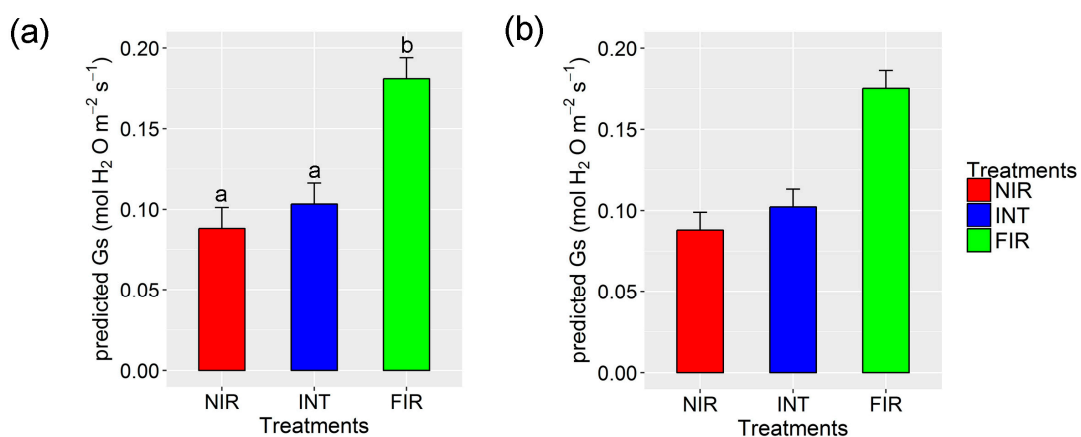 (a)
predicted Gs (mol H₂ O m⁻² s⁻¹)
0.20
0.15
0.10
0.05
0.00
a
a
b
NIR INT FIR
Treatments
(b)
predicted Gs (mol H₂ O m⁻² s⁻¹)
0.20
0.15
0.10
0.05
0.00
NIR INT FIR
Treatments
Treatments
NIR
INT
FIR